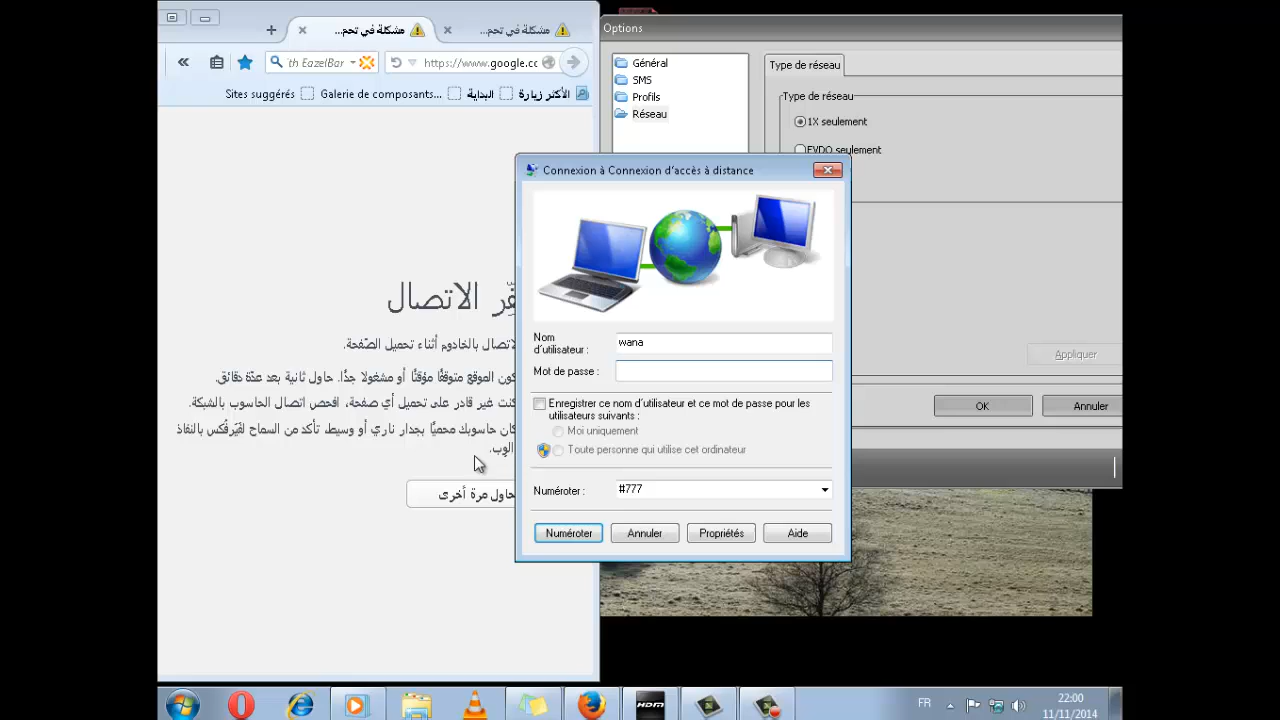 مشكلة في تحم...
مشكلة في تحم...
th EazelBar
https://www.google.cc
Sites suggérés
Galerie de composants...
البداية
الأكثر زيارة
الاتصال
الاتصال بالخادوم أثناء تحميل الصّفحة.
يكون الموقع متوقفًا مؤقتًا أو مشغولا جدًّا. حاول ثانية بعد عدّة دقائق.
كنت غير قادر على تحميل أي صفحة، افحص اتصال الحاسوب بالشبكة.
كان حاسوبك محميًّا بجدار ناري أو وسيط، تأكد من السماح لفَيَرفُكس بالنفاذ
الوِب.
حاول مرة أخرى
Options
Général
SMS
Profils
Réseau
Type de réseau
Type de réseau
1X seulement
EVDO seulement
Appliquer
OK
Annuler
Connexion à Connexion d'accès à distance
Nom
d'utilisateur :
wana
Mot de passe :
Enregistrer ce nom d'utilisateur et ce mot de passe pour les
utilisateurs suivants :
Moi uniquement
Toute personne qui utilise cet ordinateur
Numéroter :
#777
Numéroter
Annuler
Propriétés
Aide
HDM
FR
22:00
11/11/2014